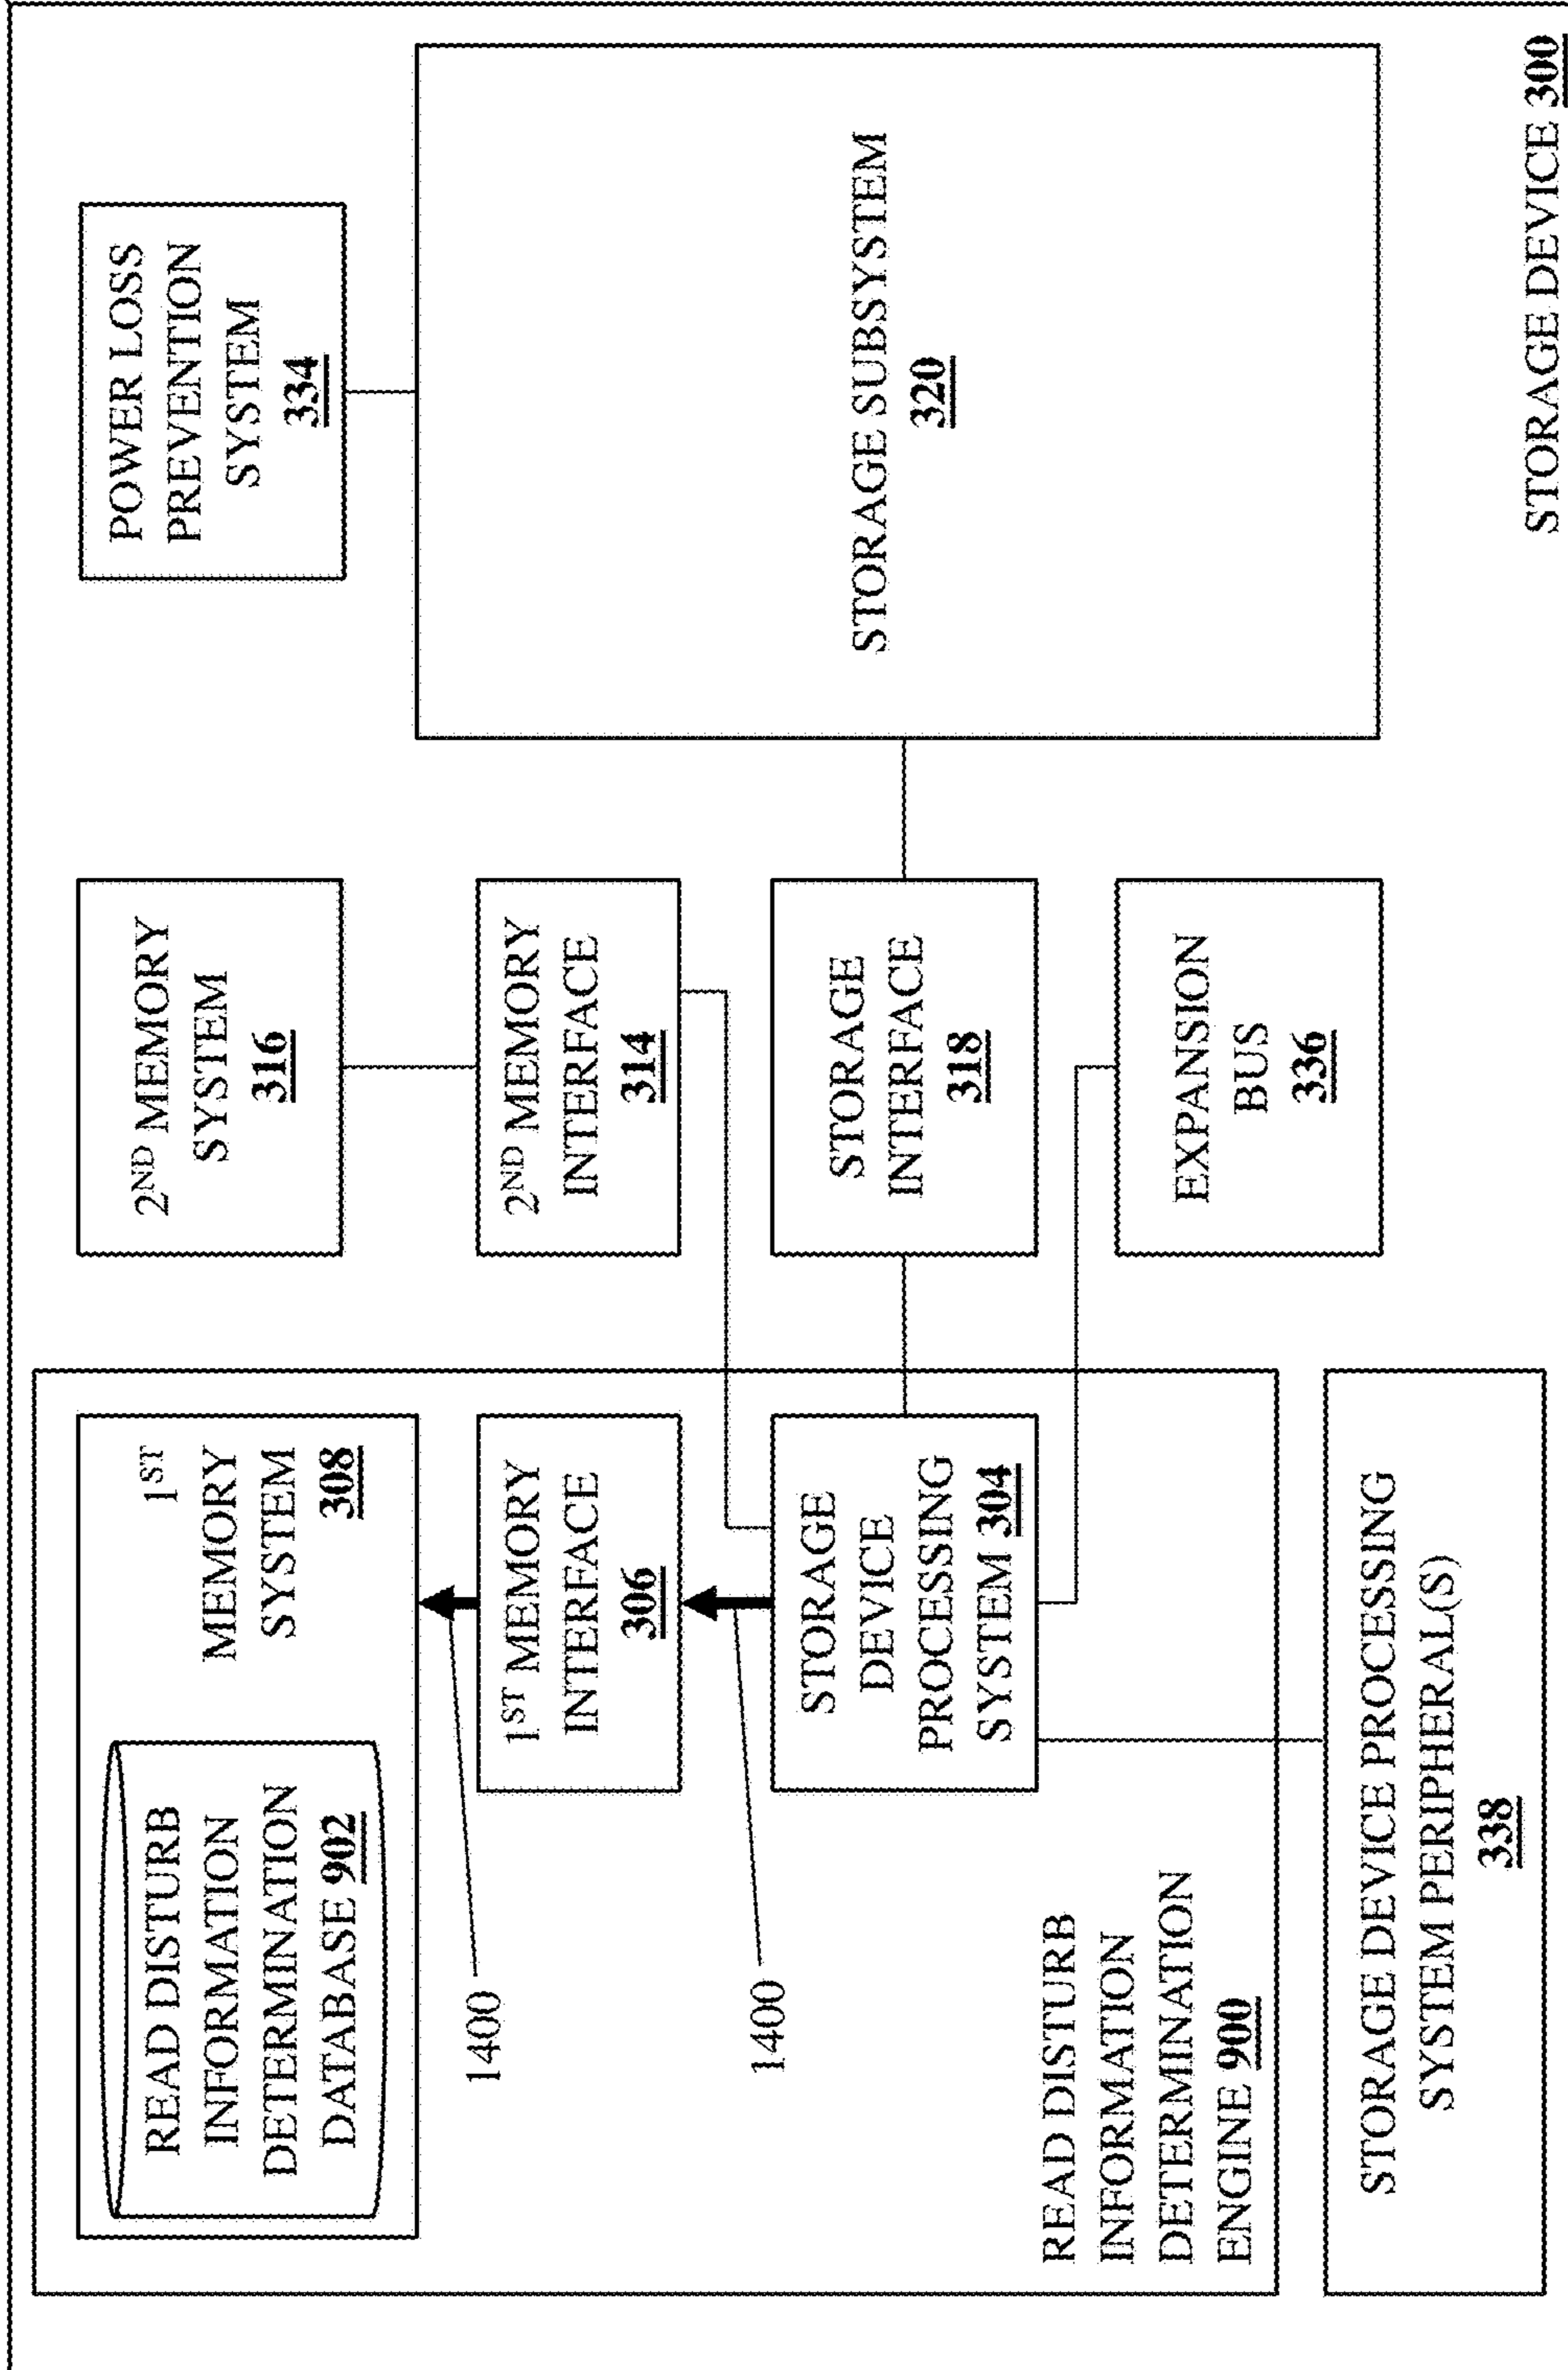 READ DISTURB
INFORMATION
DETERMINATION
DATABASE 902
1ST
MEMORY
SYSTEM
308
1400
1ST MEMORY
INTERFACE
306
1400
STORAGE
DEVICE
PROCESSING
SYSTEM 304
READ DISTURB
INFORMATION
DETERMINATION
ENGINE 900
STORAGE DEVICE PROCESSING
SYSTEM PERIPHERAL(S)
338
2ND MEMORY
SYSTEM
316
2ND MEMORY
INTERFACE
314
STORAGE
INTERFACE
318
EXPANSION
BUS
336
POWER LOSS
PREVENTION
SYSTEM
334
STORAGE SUBSYSTEM
320
STORAGE DEVICE 300